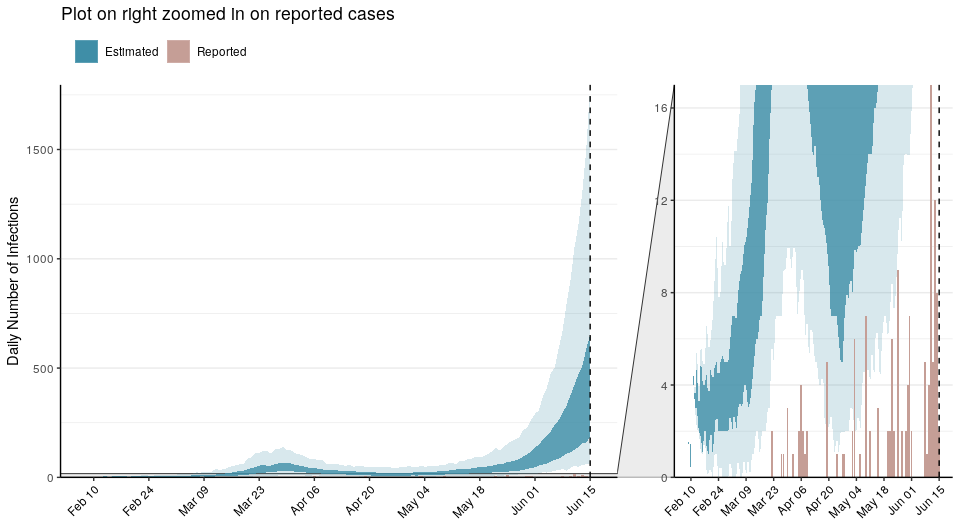 Plot on right zoomed in on reported cases
Estimated Reported
Daily Number of Infections
1500
1000
500
0
Feb 10 Feb 24 Mar 09 Mar 23 Apr 06 Apr 20 May 04 May 18 Jun 01 Jun 15
16
12
8
4
0
Feb 10 Feb 24 Mar 09 Mar 23 Apr 06 Apr 20 May 04 May 18 Jun 01 Jun 15